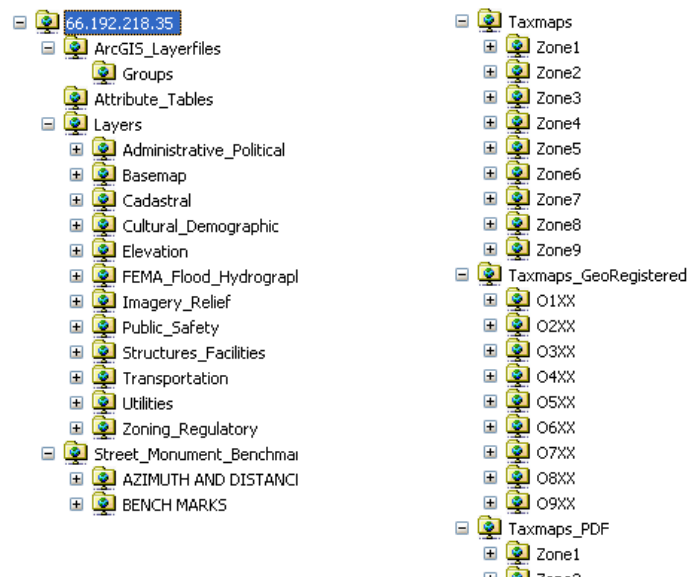 66.192.218.35
ArcGIS_Layerfiles
Groups
Attribute_Tables
Layers
Administrative_Political
Basemap
Cadastral
Cultural_Demographic
Elevation
FEMA_Flood_Hydrograpl
Imagery_Relief
Public_Safety
Structures_Facilities
Transportation
Utilities
Zoning_Regulatory
Street_Monument_Benchmar
AZIMUTH AND DISTANCI
BENCH MARKS
Taxmaps
Zone1
Zone2
Zone3
Zone4
Zone5
Zone6
Zone7
Zone8
Zone9
Taxmaps_GeoRegistered
O1XX
O2XX
O3XX
O4XX
O5XX
O6XX
O7XX
O8XX
O9XX
Taxmaps_PDF
Zone1